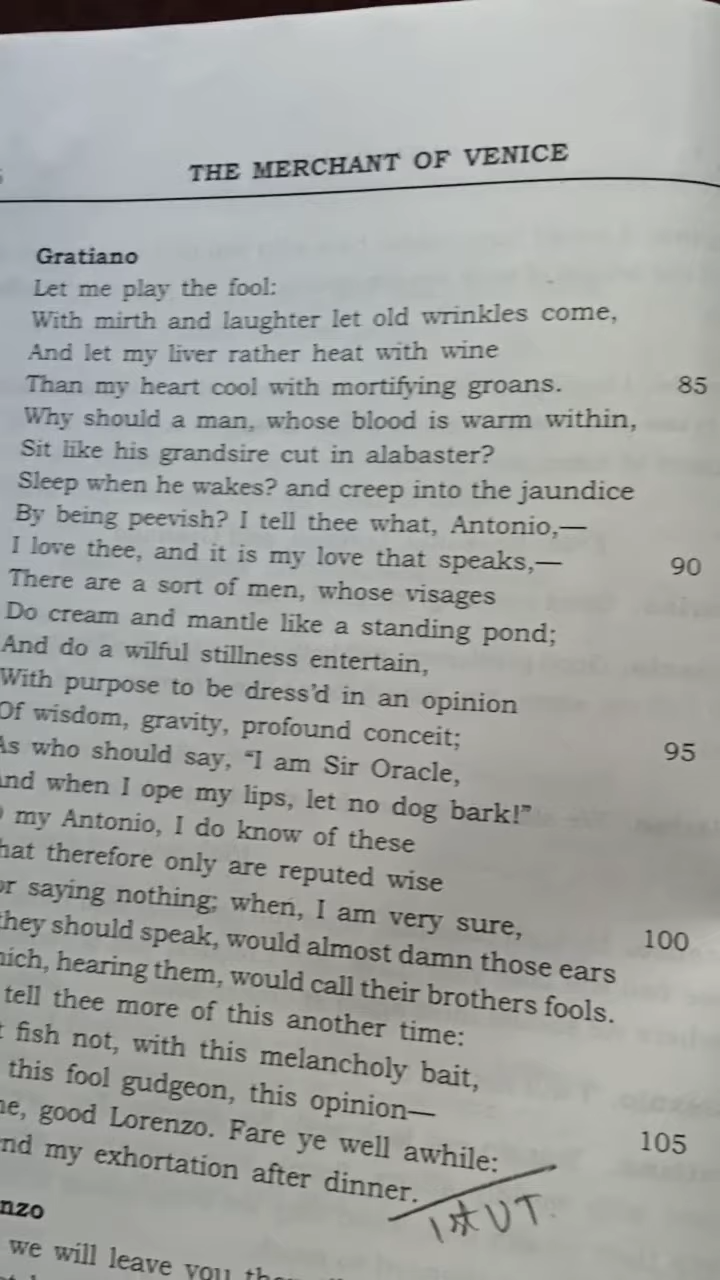 THE MERCHANT OF VENICE
Gratiano
Let me play the fool:
With mirth and laughter let old wrinkles come,
And let my liver rather heat with wine
Than my heart cool with mortifying groans. 85
Why should a man, whose blood is warm within,
Sit like his grandsire cut in alabaster?
Sleep when he wakes? and creep into the jaundice
By being peevish? I tell thee what, Antonio,—
I love thee, and it is my love that speaks,— 90
There are a sort of men, whose visages
Do cream and mantle like a standing pond;
And do a wilful stillness entertain,
With purpose to be dress'd in an opinion
Of wisdom, gravity, profound conceit; 95
As who should say, “I am Sir Oracle,
and when I ope my lips, let no dog bark!”
my Antonio, I do know of these
hat therefore only are reputed wise
or saying nothing; when, I am very sure, 100
they should speak, would almost damn those ears
hich, hearing them, would call their brothers fools.
tell thee more of this another time:
t fish not, with this melancholy bait,
this fool gudgeon, this opinion— 105
me, good Lorenzo. Fare ye well awhile:
nd my exhortation after dinner.
1st UT
nzo
we will leave you